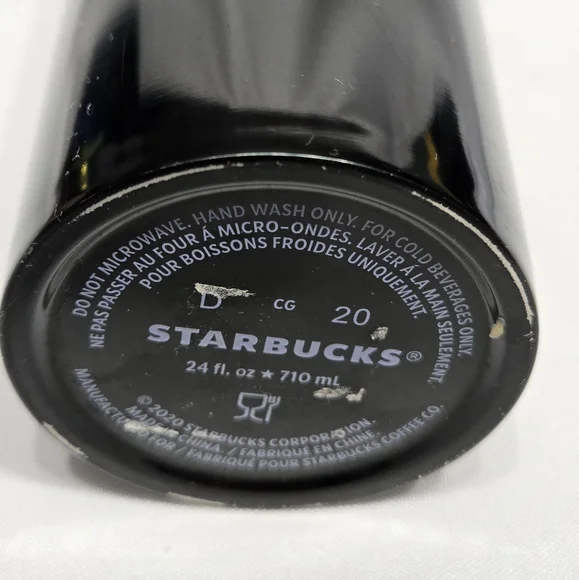 DO NOT MICROWAVE. HAND WASH ONLY. FOR COLD BEVERAGES ONLY.
NE PAS PASSER AU FOUR Á MICRO-ONDES. LAVER Á LA MAIN SEULEMENT.
POUR BOISSONS FROIDES UNIQUEMENT.
D CG 20
STARBUCKS®
24 fl. oz ★ 710 mL
© 2020 STARBUCKS CORPORATION.
MADE IN CHINA. / FABRIQUÉ EN CHINE.
MANUFACTURED FOR / FABRIQUÉ POUR STARBUCKS COFFEE CO.